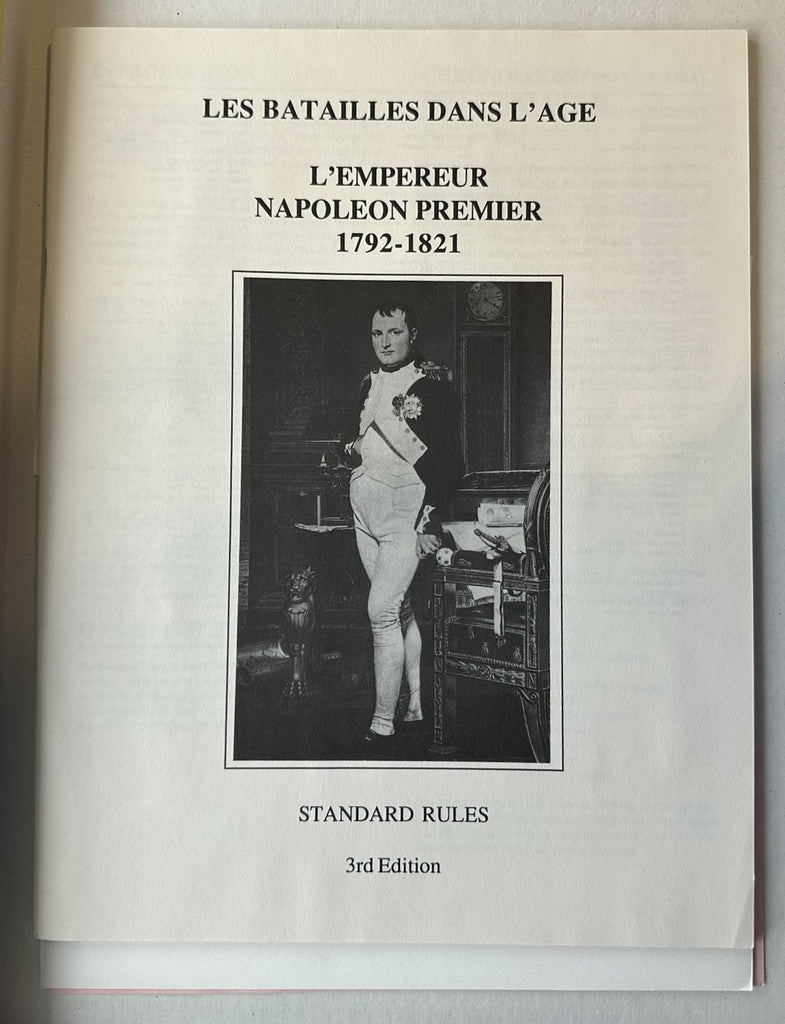 LES BATAILLES DANS L'AGE
L'EMPEREUR
NAPOLEON PREMIER
1792-1821
STANDARD RULES
3rd Edition